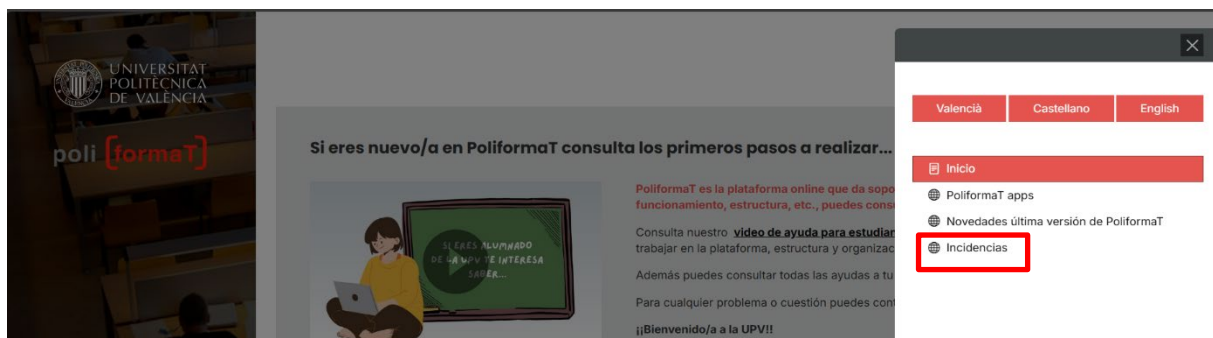 UNIVERSITAT
POLITÈCNICA
DE VALÈNCIA
poli [formaT]
Si eres nuevo/a en PoliformaT consulta los primeros pasos a realizar...
SI ERES ALUMNADO
DE LA UPV TE INTERESA
SABER...
PoliformaT es la plataforma online que da sopo
funcionamiento, estructura, etc., puedes cons
Consulta nuestro video de ayuda para estudian
trabajar en la plataforma, estructura y organizac
Además puedes consultar todas las ayudas a tu
Para cualquier problema o cuestión puedes cont
¡¡Bienvenido/a a la UPV!!
Valencià Castellano English
Inicio
PoliformaT apps
Novedades última versión de PoliformaT
Incidencias